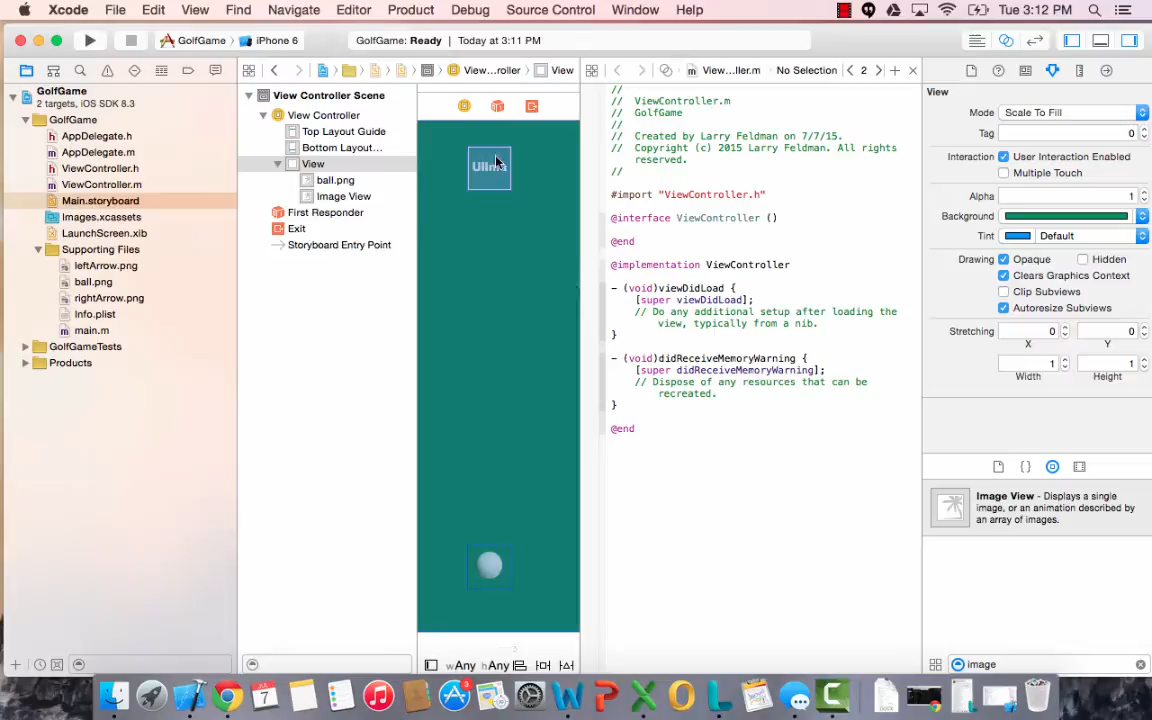 Xcode File Edit View Find Navigate Editor Product Debug Source Control Window Help Tue 3:12 PM
GolfGame iPhone 6 GolfGame: Ready Today at 3:11 PM
View...roller View View...ller.m No Selection 2
GolfGame
2 targets, iOS SDK 8.3
GolfGame
AppDelegate.h
AppDelegate.m
ViewController.h
ViewController.m
Main.storyboard
Images.xcassets
LaunchScreen.xib
Supporting Files
leftArrow.png
ball.png
rightArrow.png
Info.plist
main.m
GolfGameTests
Products
View Controller Scene
View Controller
Top Layout Guide
Bottom Layout...
View
ball.png
Image View
First Responder
Exit
Storyboard Entry Point
wAny hAny
//
// ViewController.m
// GolfGame
//
// Created by Larry Feldman on 7/7/15.
// Copyright (c) 2015 Larry Feldman. All rights
reserved.
//
#import "ViewController.h"
@interface ViewController ()
@end
@implementation ViewController
- (void)viewDidLoad {
[super viewDidLoad];
// Do any additional setup after loading the
view, typically from a nib.
}
- (void)didReceiveMemoryWarning {
[super didReceiveMemoryWarning];
// Dispose of any resources that can be
recreated.
}
@end
View
Mode Scale To Fill
Tag 0
Interaction User Interaction Enabled
Multiple Touch
Alpha 1
Background
Tint Default
Drawing Opaque Hidden
Clears Graphics Context
Clip Subviews
Autoresize Subviews
Stretching 0 0
X Y
1 1
Width Height
Image View - Displays a single
image, or an animation described by
an array of images.
image
7
3